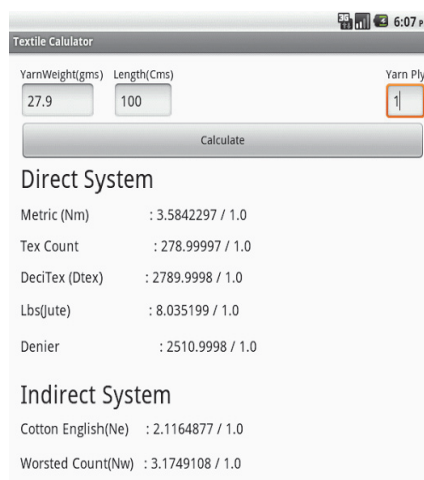 3G 6:07 P
Textile Calulator
YarnWeight(gms) Length(Cms) Yarn Ply
27.9 100 1
Calculate
Direct System
Metric (Nm) : 3.5842297 / 1.0
Tex Count : 278.99997 / 1.0
DeciTex (Dtex) : 2789.9998 / 1.0
Lbs(Jute) : 8.035199 / 1.0
Denier : 2510.9998 / 1.0
Indirect System
Cotton English(Ne) : 2.1164877 / 1.0
Worsted Count(Nw) : 3.1749108 / 1.0